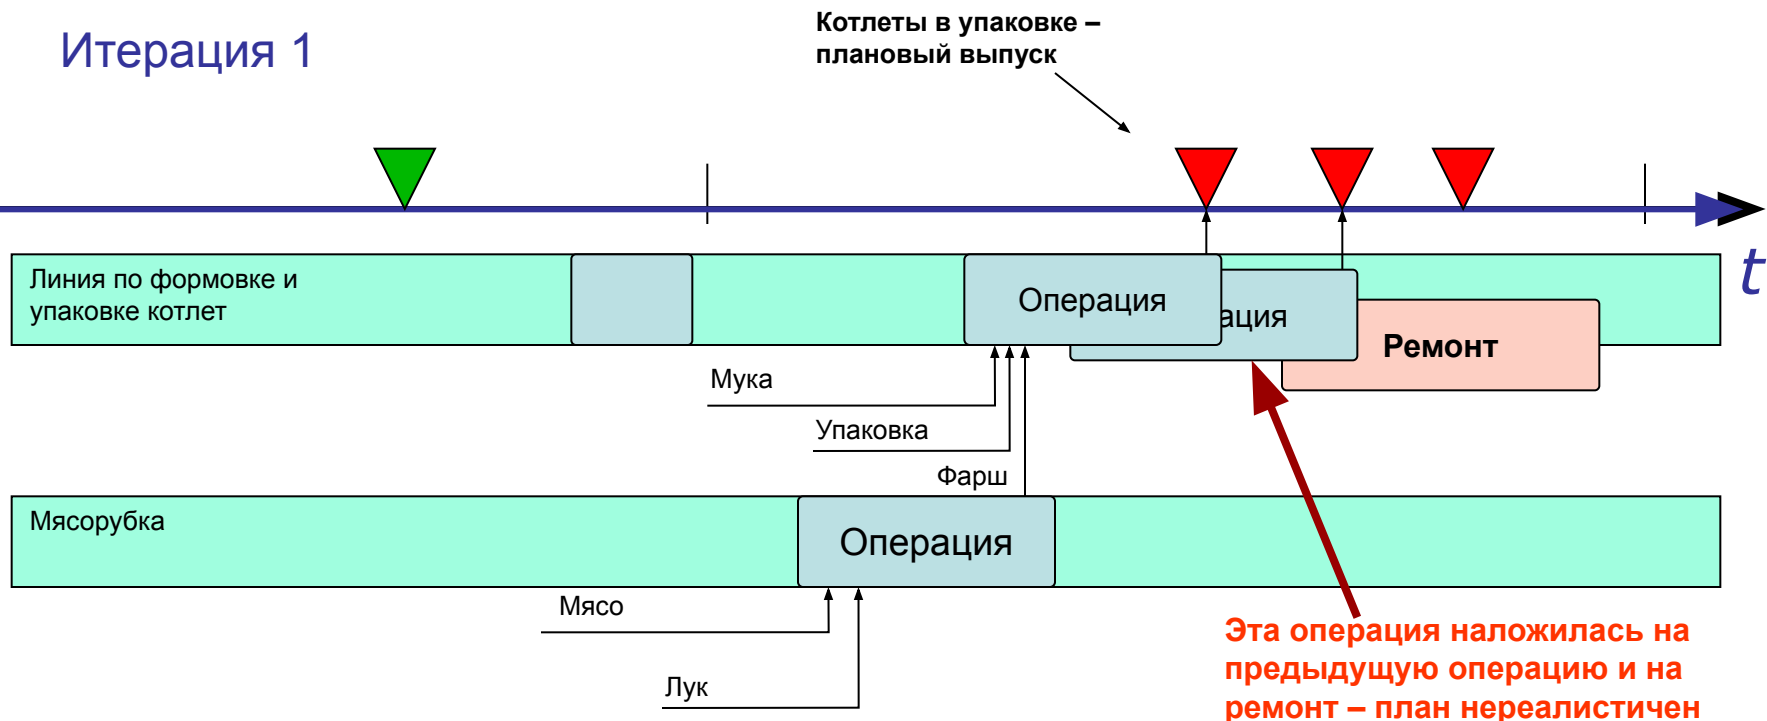 Итерация 1
Котлеты в упаковке –
плановый выпуск
t
Линия по формовке и
упаковке котлет
Операция
ация
Ремонт
Мука
Упаковка
Фарш
Мясорубка
Операция
Мясо
Лук
Эта операция наложилась на
предыдущую операцию и на
ремонт – план нереалистичен